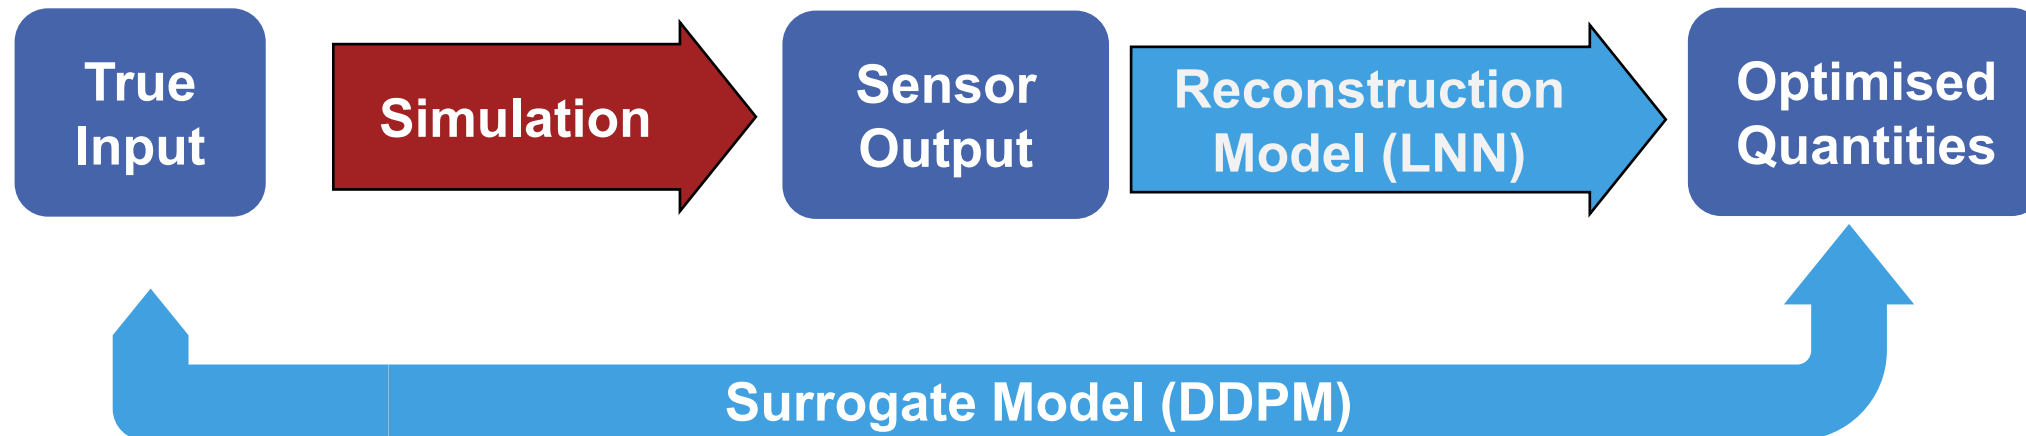 True
Input
Simulation
Sensor
Output
Reconstruction
Model (LNN)
Optimised
Quantities
Surrogate Model (DDPM)